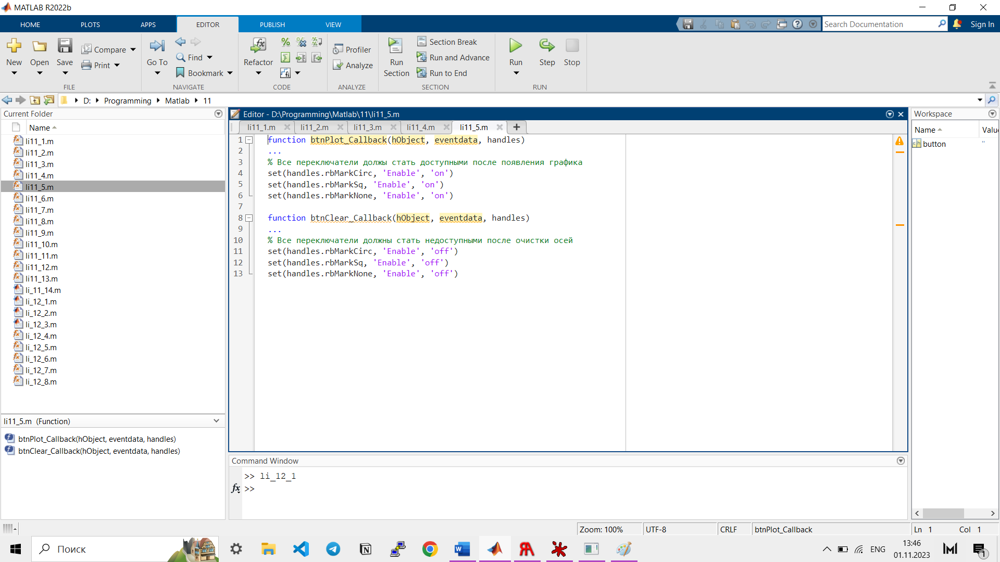 MATLAB R2022b
HOME PLOTS APPS EDITOR PUBLISH VIEW
Search Documentation
Sign In
New
Open
Save
Compare
Print
FILE
Go To
Find
Bookmark
NAVIGATE
Refactor
CODE
Profiler
Analyze
ANALYZE
Run
Section
Section Break
Run and Advance
Run to End
SECTION
Run
Step
Stop
RUN
D: Programming Matlab 11
Current Folder
Name
li11_1.m
li11_2.m
li11_3.m
li11_4.m
li11_5.m
li11_6.m
li11_7.m
li11_8.m
li11_9.m
li11_10.m
li11_11.m
li11_12.m
li11_13.m
li_11_14.m
li_12_1.m
li_12_2.m
li_12_3.m
li_12_4.m
li_12_5.m
li_12_6.m
li_12_7.m
li_12_8.m
li11_5.m (Function)
btnPlot_Callback(hObject, eventdata, handles)
btnClear_Callback(hObject, eventdata, handles)
Editor - D:\Programming\Matlab\11\li11_5.m
li11_1.m li11_2.m li11_3.m li11_4.m li11_5.m
1 function btnPlot_Callback(hObject, eventdata, handles)
2 ...
3 % Все переключатели должы стать доступными после появления графика
4 set(handles.rbMarkCirc, 'Enable', 'on')
5 set(handles.rbMarkSq, 'Enable', 'on')
6 set(handles.rbMarkNone, 'Enable', 'on')
7
8 function btnClear_Callback(hObject, eventdata, handles)
9 ...
10 % Все переключатели должны стать недоступными после очистки осей
11 set(handles.rbMarkCirc, 'Enable', 'off')
12 set(handles.rbMarkSq, 'Enable', 'off')
13 set(handles.rbMarkNone, 'Enable', 'off')
Command Window
>> li_12_1
fx >>
Workspace
Name Valu
button ''
Zoom: 100% UTF-8 CRLF btnPlot_Callback Ln 1 Col 1
Поиск
ENG
13:46
01.11.2023
1